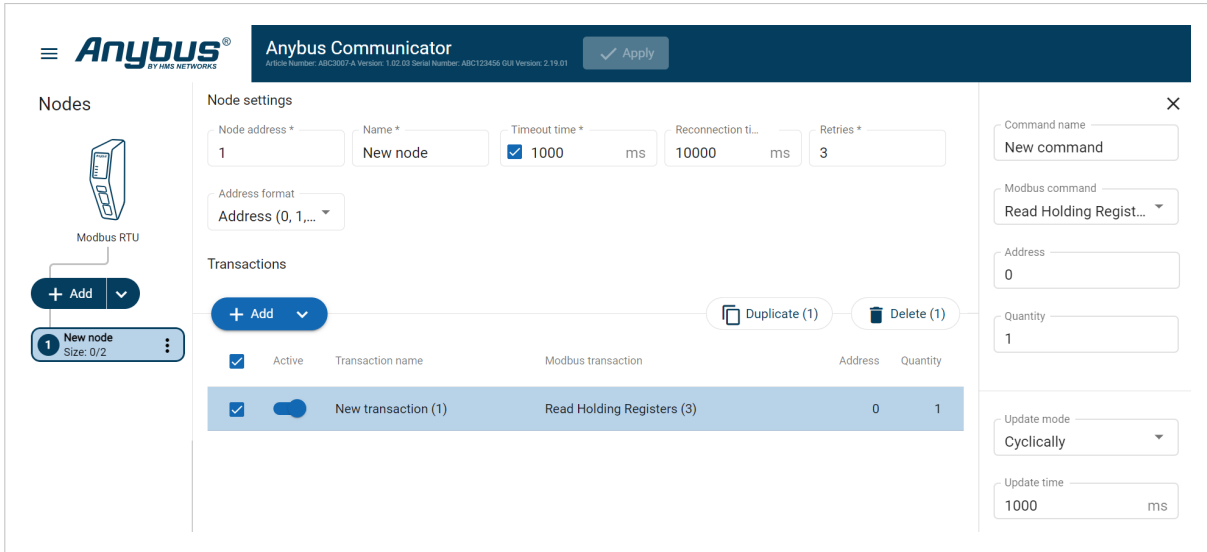 Anybus®
BY HMS NETWORKS
Anybus Communicator
Article Number: ABC3007-A Version: 1.02.03 Serial Number: ABC123456 GUI Version: 2.19.01
Apply
Nodes
Modbus RTU
Add
1
New node
Size: 0/2
Node settings
Node address * Name * Timeout time * Reconnection ti... Retries *
1 New node 1000 ms 10000 ms 3
Address format
Address (0, 1,...
Transactions
Add Duplicate (1) Delete (1)
Active Transaction name Modbus transaction Address Quantity
New transaction (1) Read Holding Registers (3) 0 1
Command name
New command
Modbus command
Read Holding Regist...
Address
0
Quantity
1
Update mode
Cyclically
Update time
1000 ms